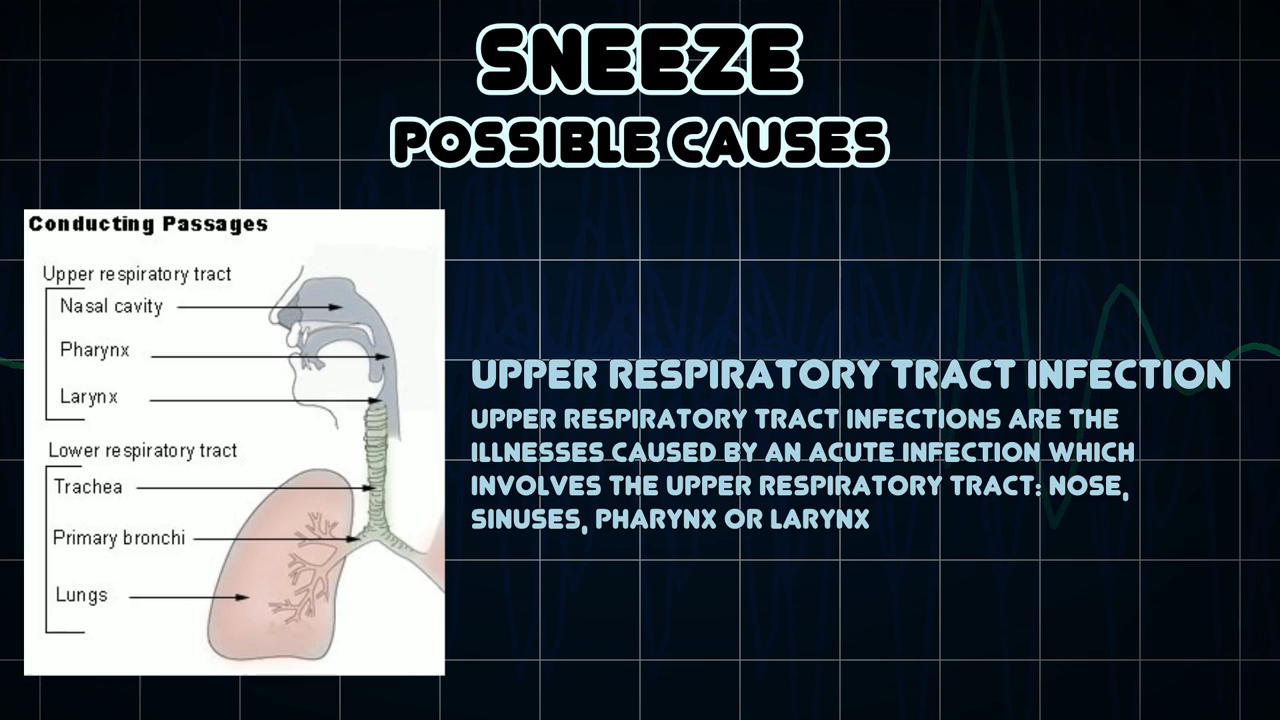 SNEEZE
POSSIBLE CAUSES
Conducting Passages
Upper respiratory tract
Nasal cavity
Pharynx
Larynx
Lower respiratory tract
Trachea
Primary bronchi
Lungs
UPPER RESPIRATORY TRACT INFECTION
UPPER RESPIRATORY TRACT INFECTIONS ARE THE
ILLNESSES CAUSED BY AN ACUTE INFECTION WHICH
INVOLVES THE UPPER RESPIRATORY TRACT: NOSE,
SINUSES, PHARYNX OR LARYNX